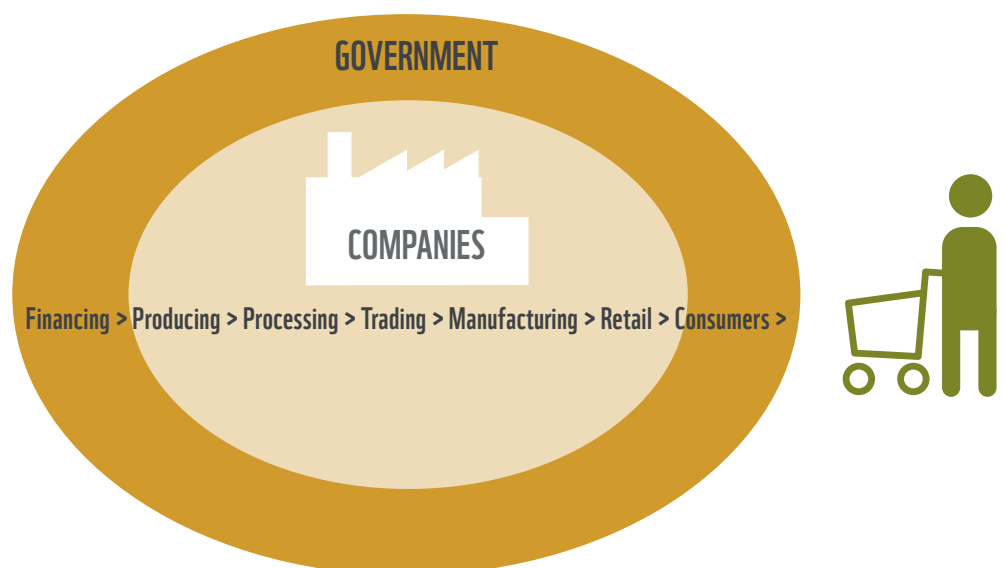 GOVERNMENT
COMPANIES
Financing > Producing > Processing > Trading > Manufacturing > Retail > Consumers >